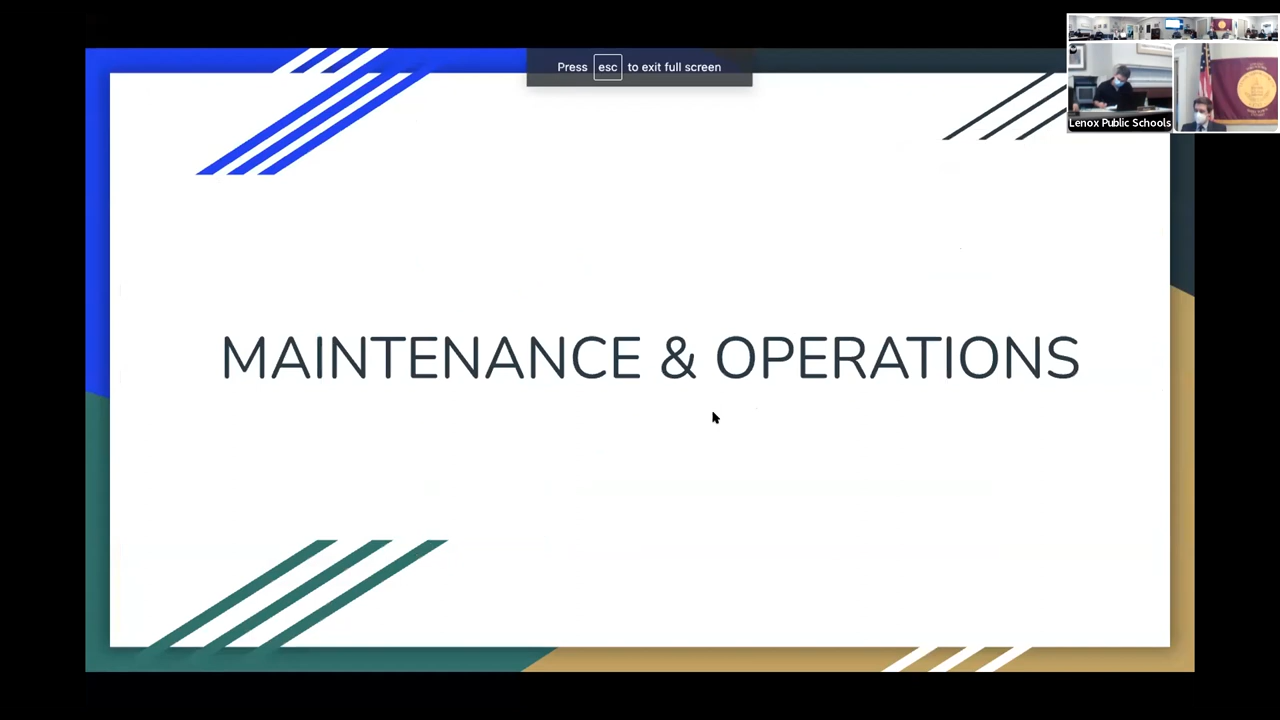 Press esc to exit full screen
Lenox Public Schools
MAINTENANCE & OPERATIONS